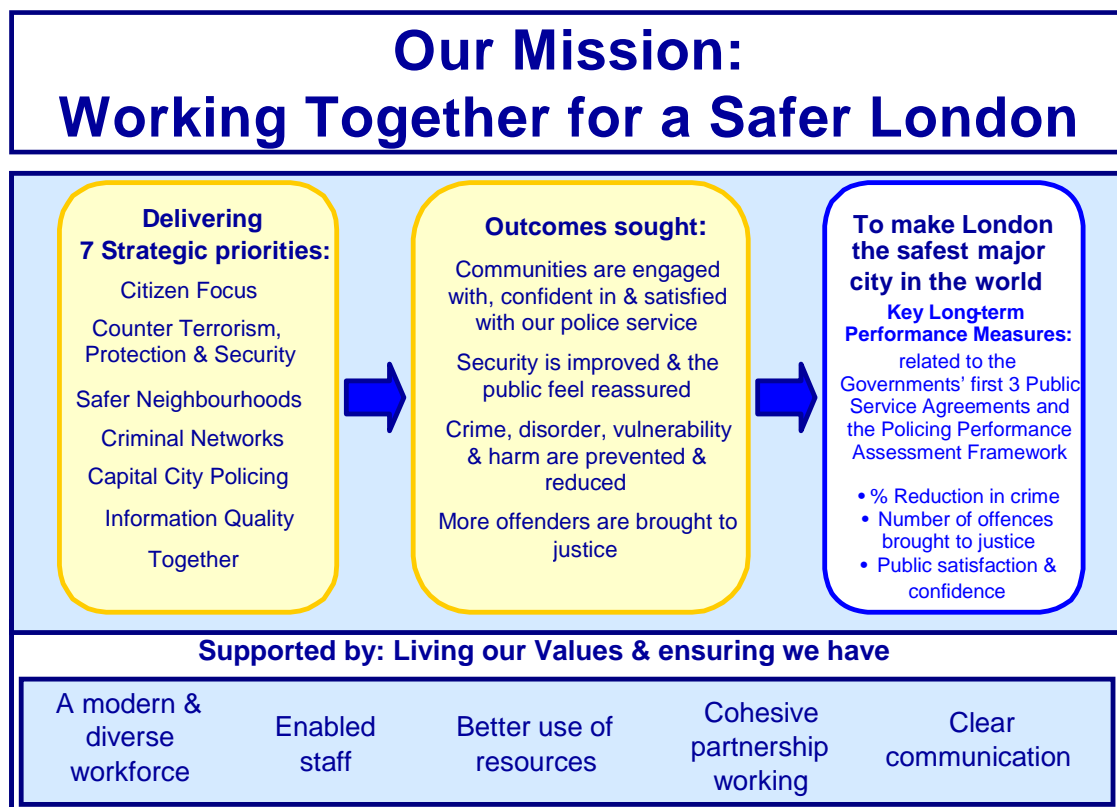 Our Mission:
Working Together for a Safer London
Delivering
7 Strategic priorities:
Citizen Focus
Counter Terrorism,
Protection & Security
Safer Neighbourhoods
Criminal Networks
Capital City Policing
Information Quality
Together
Outcomes sought:
Communities are engaged
with, confident in & satisfied
with our police service
Security is improved & the
public feel reassured
Crime, disorder, vulnerability
& harm are prevented &
reduced
More offenders are brought to
justice
To make London
the safest major
city in the world
Key Long-term
Performance Measures:
related to the
Governments' first 3 Public
Service Agreements and
the Policing Performance
Assessment Framework
• % Reduction in crime
• Number of offences
brought to justice
• Public satisfaction &
confidence
Supported by: Living our Values & ensuring we have
A modern &
diverse
workforce
Enabled
staff
Better use of
resources
Cohesive
partnership
working
Clear
communication